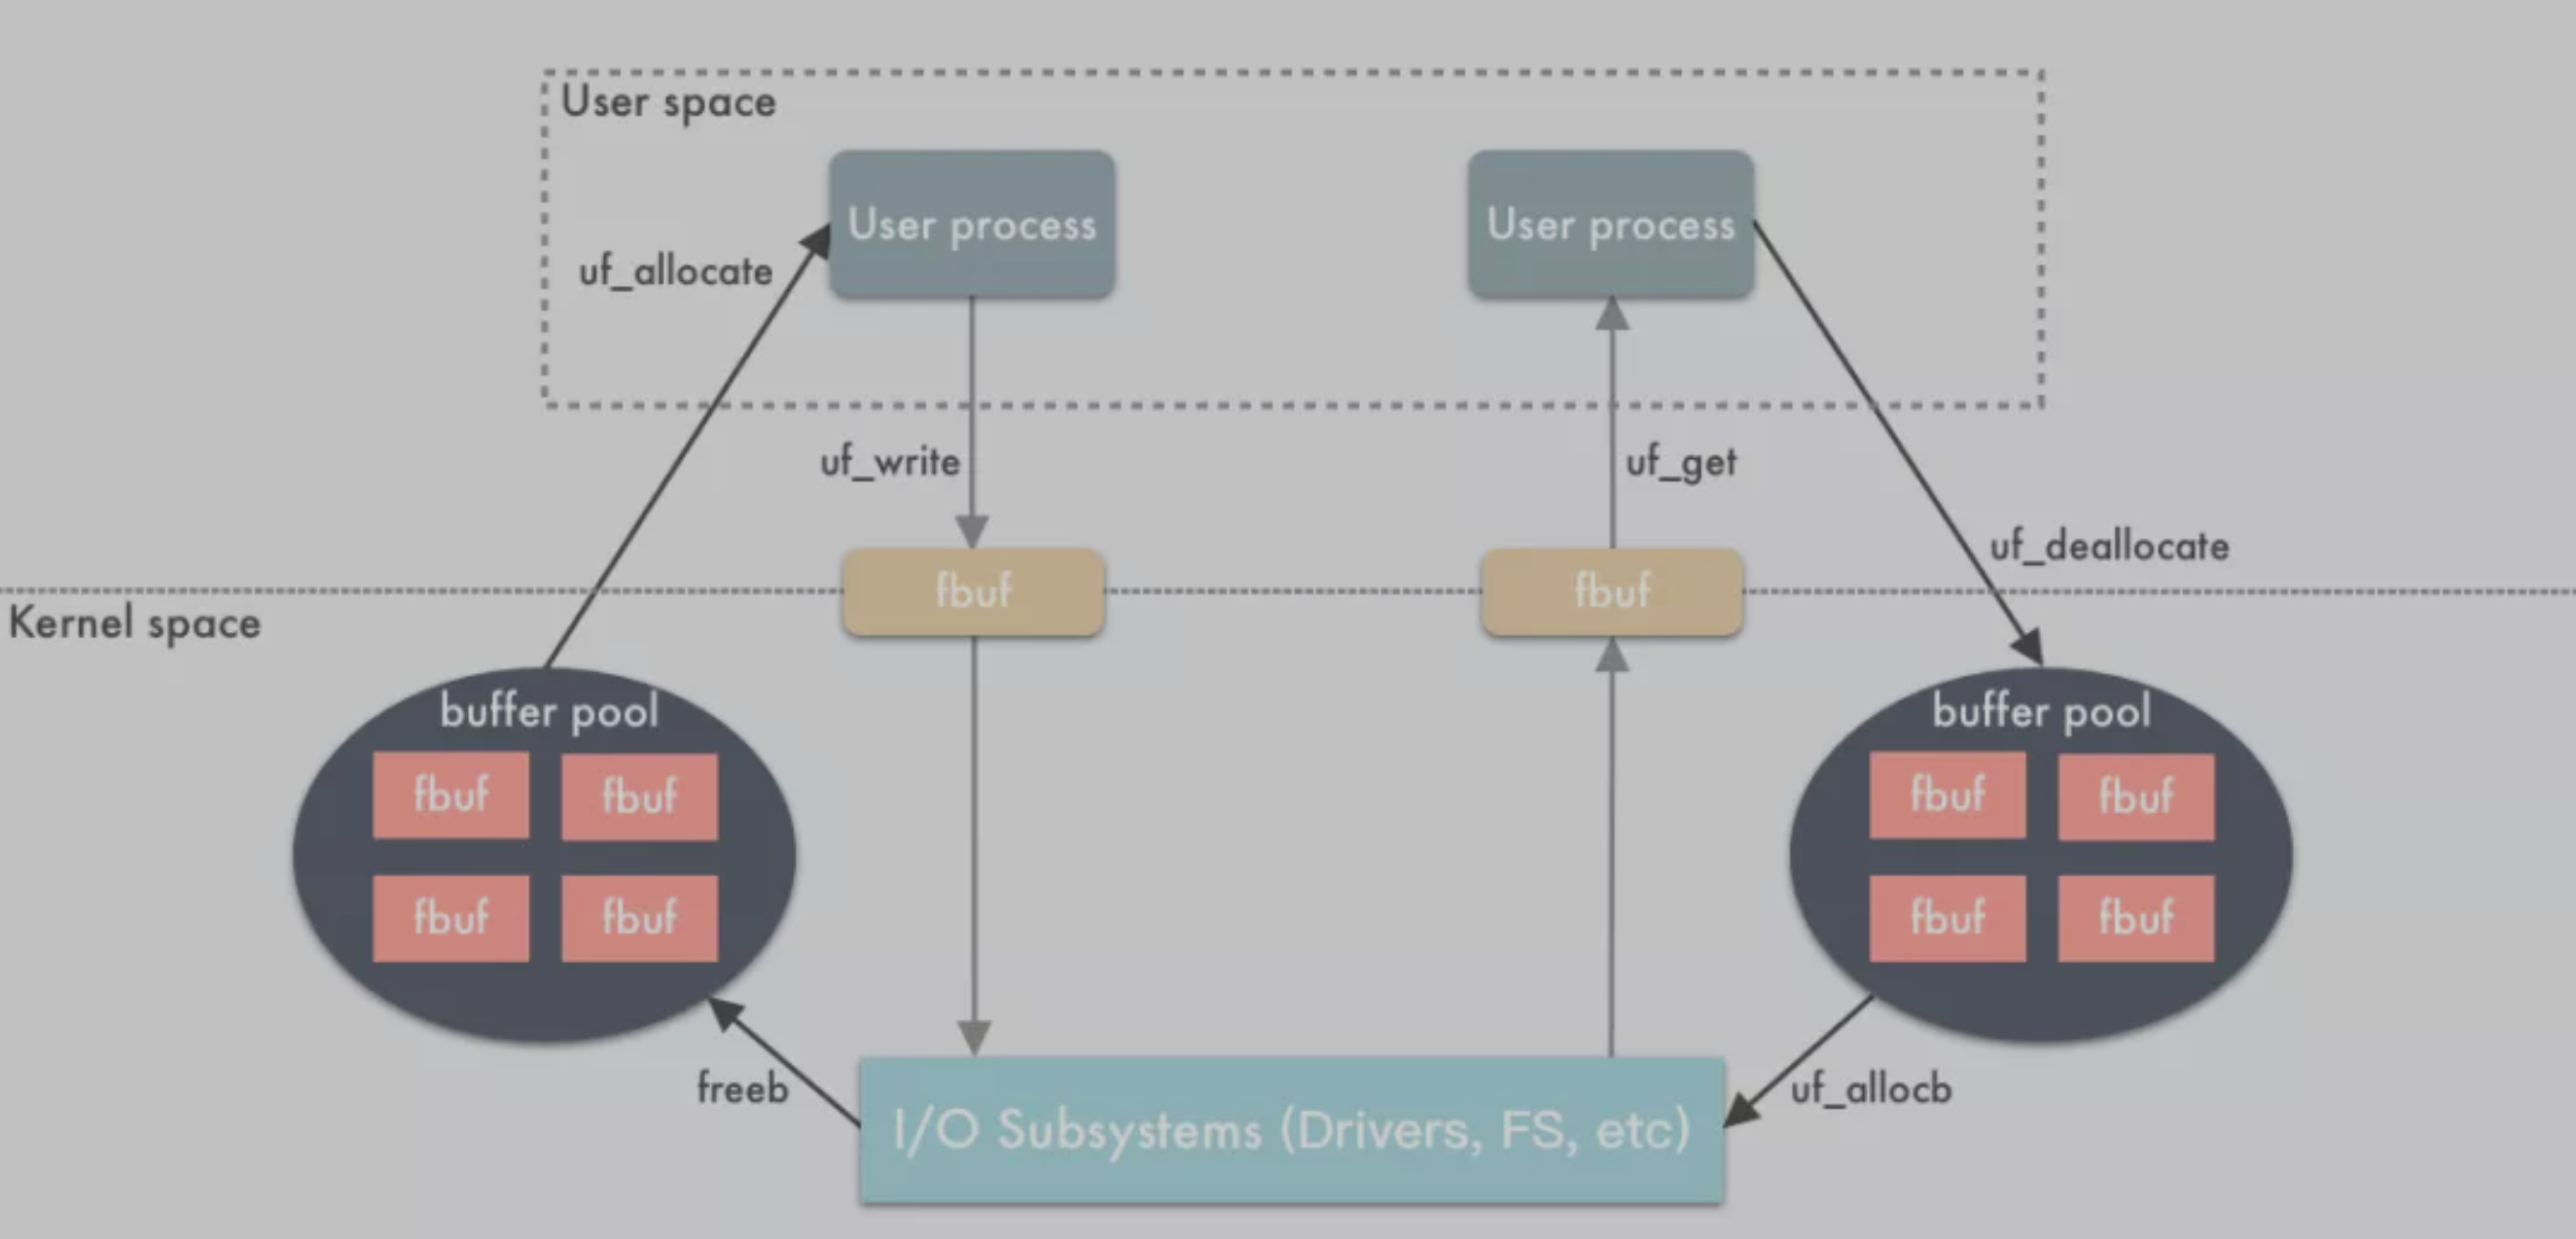 User space
User process
User process
uf_allocate
uf_write
uf_get
uf_deallocate
fbuf
fbuf
Kernel space
buffer pool
fbuf
fbuf
fbuf
fbuf
buffer pool
fbuf
fbuf
fbuf
fbuf
freeb
uf_allocb
I/O Subsystems (Drivers, FS, etc)